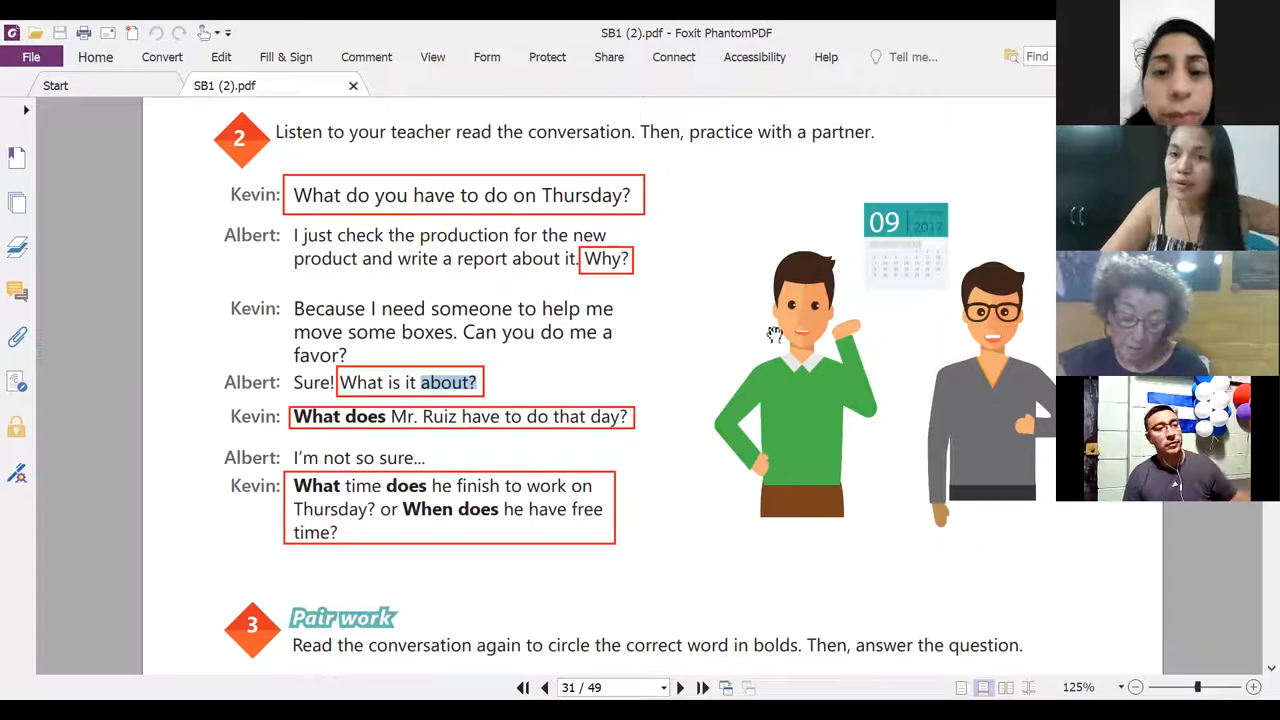 SB1 (2).pdf - Foxit PhantomPDF
File Home Convert Edit Fill & Sign Comment View Form Protect Share Connect Accessibility Help Tell me... Find
Start SB1 (2).pdf
2 Listen to your teacher read the conversation. Then, practice with a partner.
Kevin: What do you have to do on Thursday?
Albert: I just check the production for the new
product and write a report about it. Why?
Kevin: Because I need someone to help me
move some boxes. Can you do me a
favor?
Albert: Sure! What is it about?
Kevin: What does Mr. Ruiz have to do that day?
Albert: I'm not so sure...
Kevin: What time does he finish to work on
Thursday? or When does he have free
time?
09
2017
3 Pair work
Read the conversation again to circle the correct word in bolds. Then, answer the question.
31 / 49
125%